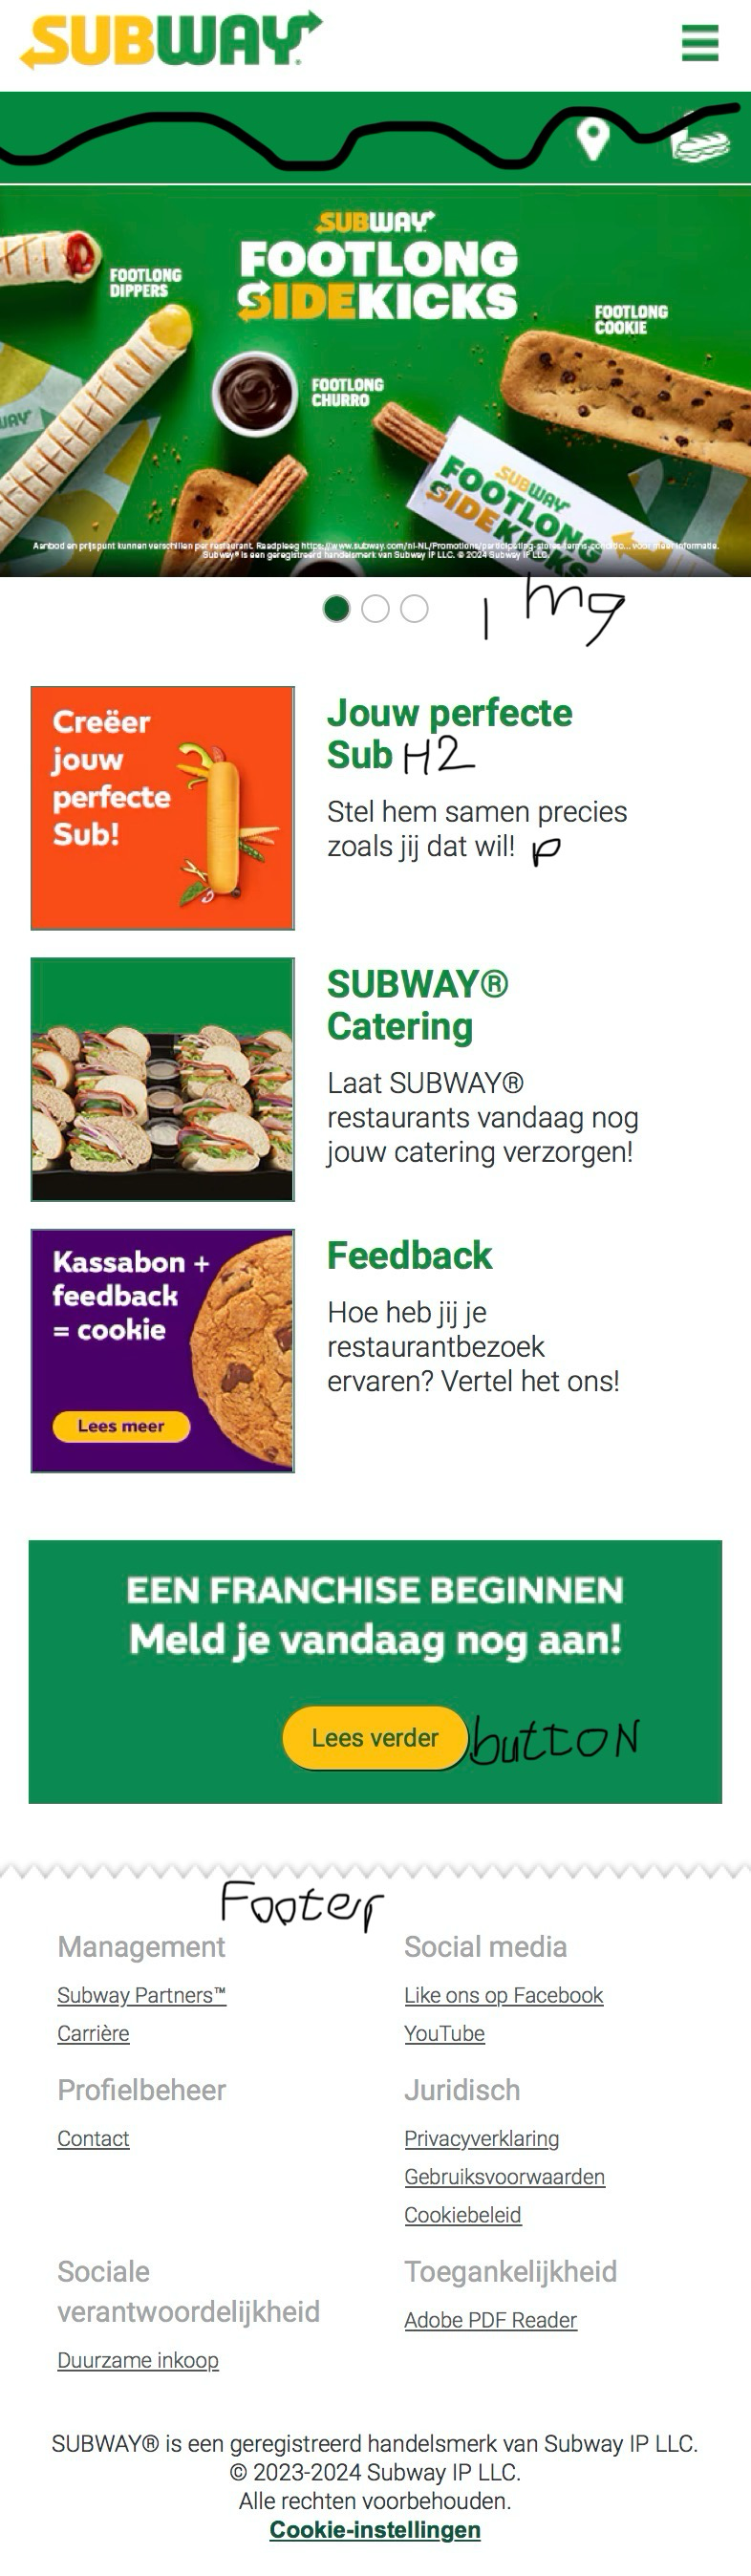 SUBWAY®
SUBWAY
FOOTLONG
SIDEKICKS
FOOTLONG
DIPPERS
FOOTLONG
COOKIE
FOOTLONG
CHURRO
WAY
SUBWAY
FOOTLONG
SIDEKICKS
Aanbod en prijspunt kunnen verschillen per restaurant. Raadpleeg https://www.subway.com/nl-NL/Promotions/participating-stores-terms-conditio... voor meer informatie.
Subway® is een geregistreerd handelsmerk van Subway IP LLC. © 2024 Subway IP LLC.
Img
Creëer
jouw
perfecte
Sub!
Jouw perfecte
Sub H2
Stel hem samen precies
zoals jij dat wil! P
SUBWAY®
Catering
Laat SUBWAY®
restaurants vandaag nog
jouw catering verzorgen!
Kassabon +
feedback
= cookie
Lees meer
Feedback
Hoe heb jij je
restaurantbezoek
ervaren? Vertel het ons!
EEN FRANCHISE BEGINNEN
Meld je vandaag nog aan!
Lees verder buttoN
Footer
Management
Subway Partners™
Carrière
Social media
Like ons op Facebook
YouTube
Profielbeheer
Contact
Juridisch
Privacyverklaring
Gebruiksvoorwaarden
Cookiebeleid
Sociale
verantwoordelijkheid
Duurzame inkoop
Toegankelijkheid
Adobe PDF Reader
SUBWAY® is een geregistreerd handelsmerk van Subway IP LLC.
© 2023-2024 Subway IP LLC.
Alle rechten voorbehouden.
Cookie-instellingen